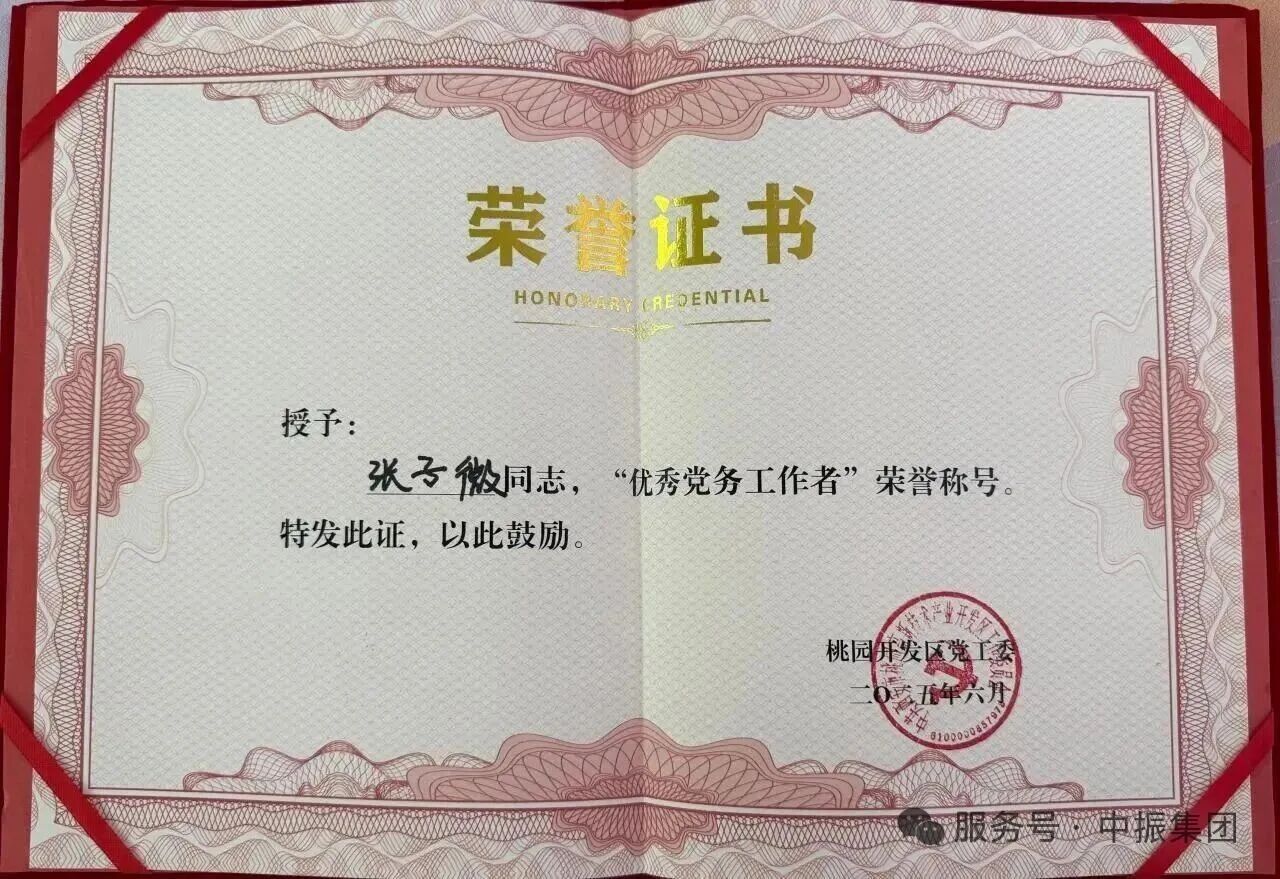 荣誉证书
HONORARY CREDENTIAL
授予：
张子微同志，“优秀党务工作者”荣誉称号。
特发此证，以此鼓励。
桃园开发区党工委
二〇二五年六月
服务号·中振集团